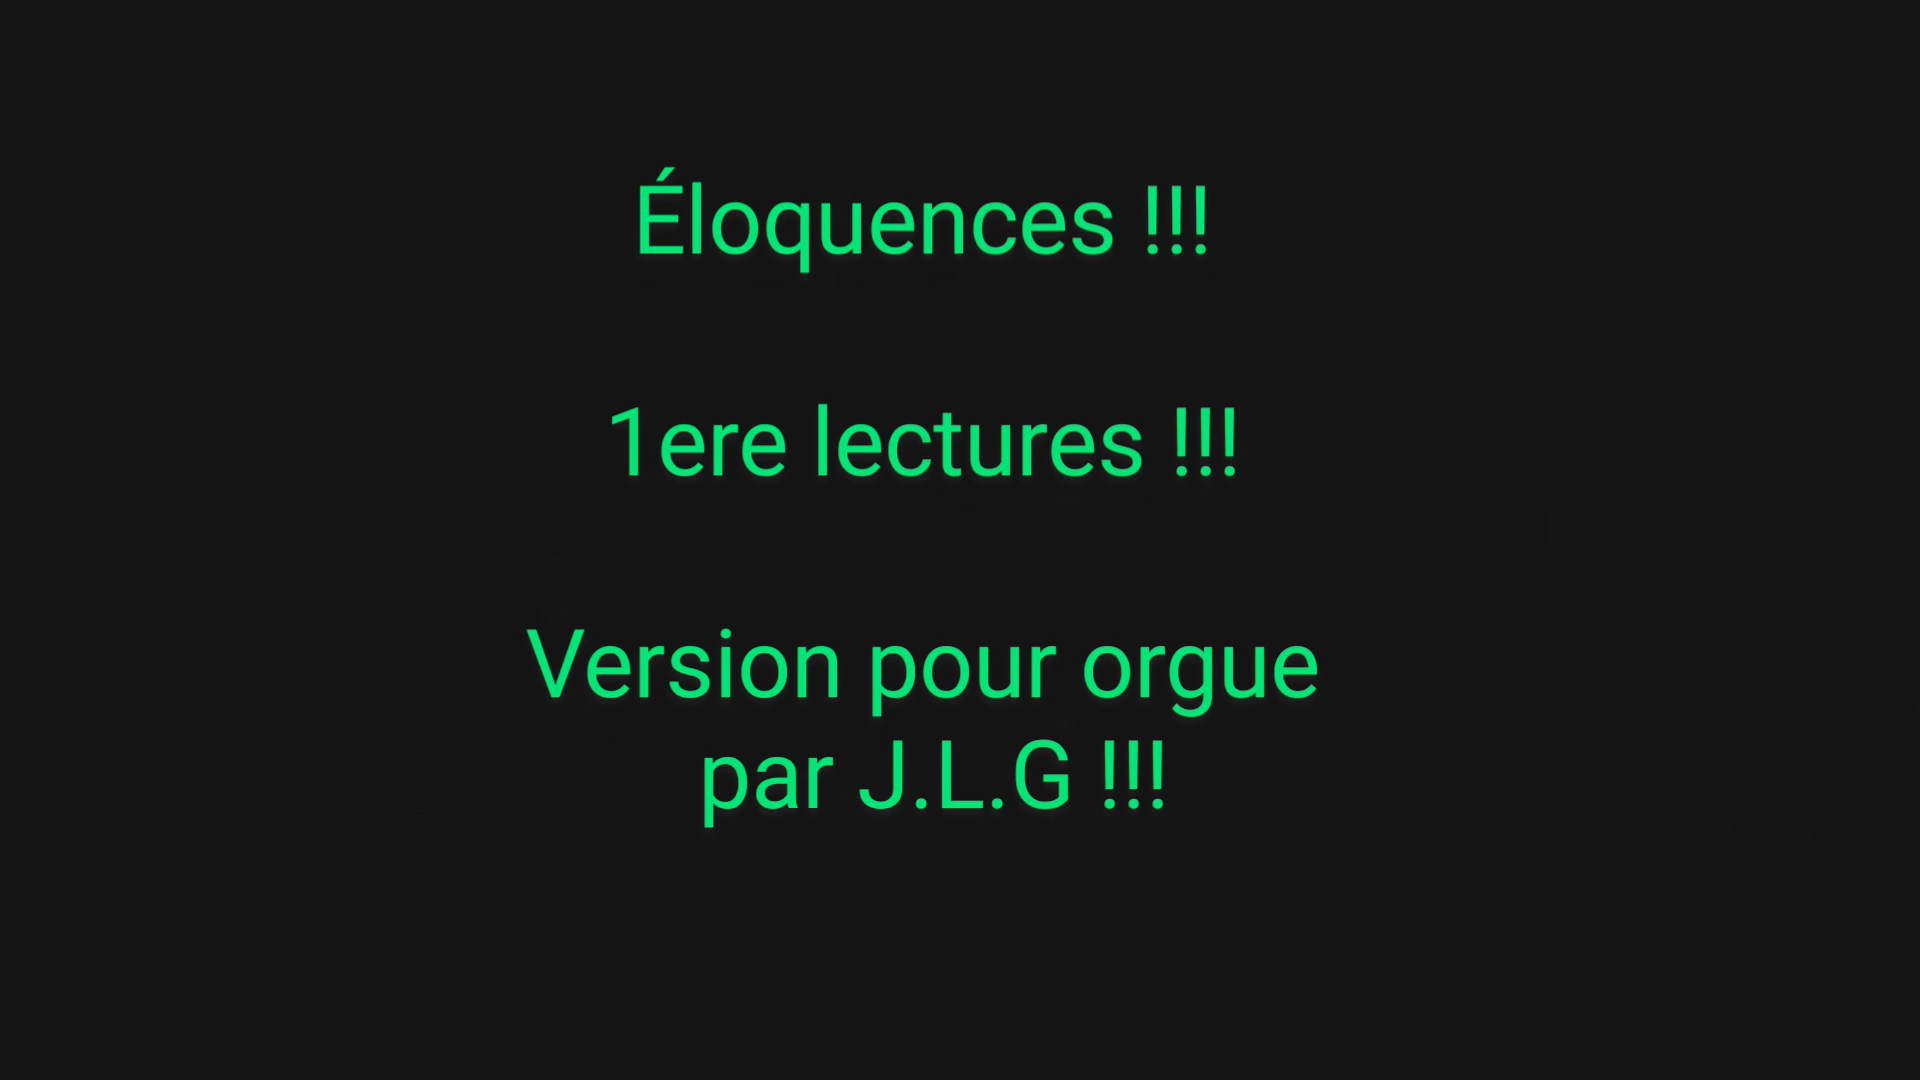 Éloquences !!!
1ere lectures !!!
Version pour orgue
par J.L.G !!!